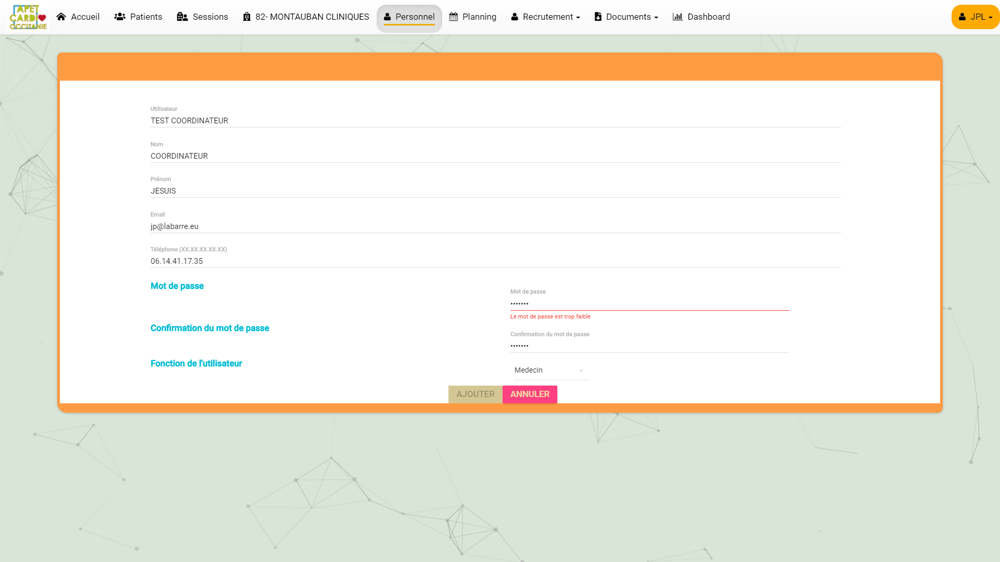 APET
CARDI
OCCITANIE
Accueil
Patients
Sessions
82- MONTAUBAN CLINIQUES
Personnel
Planning
Recrutement
Documents
Dashboard
JPL
Utilisateur
TEST COORDINATEUR
Nom
COORDINATEUR
Prénom
JESUIS
Email
jp@labarre.eu
Téléphone (XX.XX.XX.XX.XX)
06.14.41.17.35
Mot de passe
Mot de passe
•••••••
Le mot de passe est trop faible
Confirmation du mot de passe
Confirmation du mot de passe
•••••••
Fonction de l'utilisateur
Medecin
AJOUTER
ANNULER